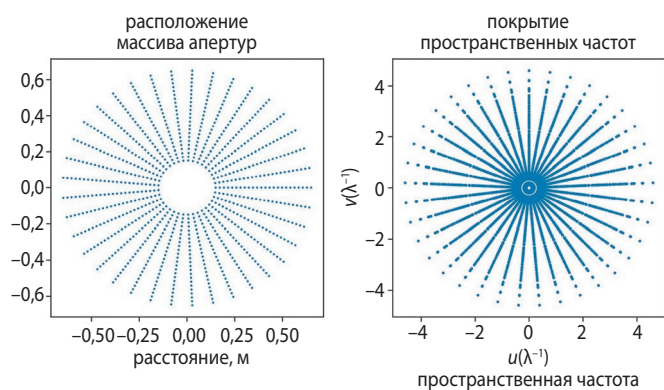 расположение
массива апертур
0,6
0,4
0,2
0,0
−0,2
−0,4
−0,6
−0,50 −0,25 0,00 0,25 0,50
расстояние, м
покрытие
пространственных частот
4
2
0
−2
−4
v(λ⁻¹)
−4 −2 0 2 4
u(λ⁻¹)
пространственная частота